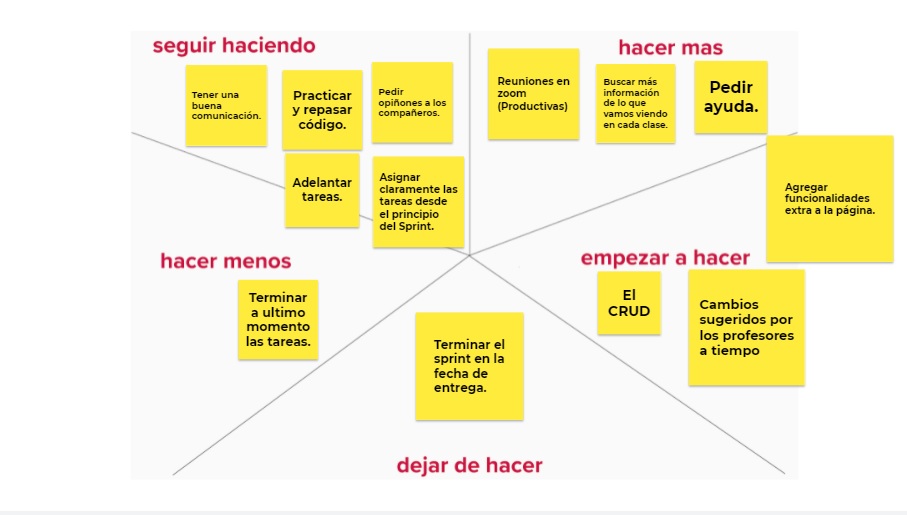 seguir haciendo
Tener una
buena
comunicación.
Practicar
y repasar
código.
Pedir
opiñones a los
compañeros.
Adelantar
tareas.
Asignar
claramente las
tareas desde
el principio
del Sprint.
hacer mas
Reuniones en
zoom
(Productivas)
Buscar más
información
de lo que
vamos viendo
en cada clase.
Pedir
ayuda.
Agregar
funcionalidades
extra a la página.
hacer menos
Terminar
a ultimo
momento
las tareas.
empezar a hacer
El
CRUD
Cambios
sugeridos por
los profesores
a tiempo
Terminar el
sprint en la
fecha de
entrega.
dejar de hacer